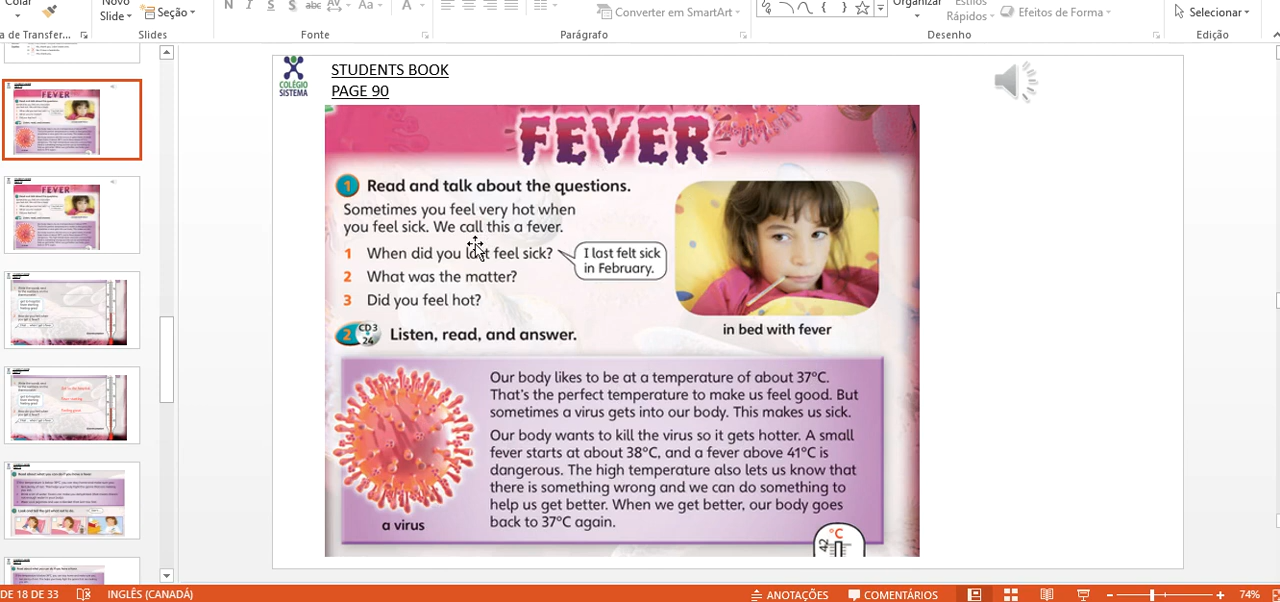 Colar
Novo
Slide
Seção
N I S S abc AV Aa A
Converter em SmartArt
Organizar
Estilos
Rápidos
Efeitos de Forma
Selecionar
a de Transfer...
Slides
Fonte
Parágrafo
Desenho
Edição
COLÉGIO
SISTEMA
STUDENTS BOOK
PAGE 90
FEVER
1 Read and talk about the questions.
Sometimes you feel very hot when
you feel sick. We call this a fever.
1 When did you last feel sick?
I last felt sick
in February.
2 What was the matter?
3 Did you feel hot?
in bed with fever
2 CD3 24 Listen, read, and answer.
Our body likes to be at a temperature of about 37°C.
That's the perfect temperature to make us feel good. But
sometimes a virus gets into our body. This makes us sick.
Our body wants to kill the virus so it gets hotter. A small
fever starts at about 38°C, and a fever above 41°C is
dangerous. The high temperature also lets us know that
there is something wrong and we can do something to
help us get better. When we get better, our body goes
back to 37°C again.
a virus
°C
42
DE 18 DE 33
INGLÊS (CANADÁ)
ANOTAÇÕES
COMENTÁRIOS
74%